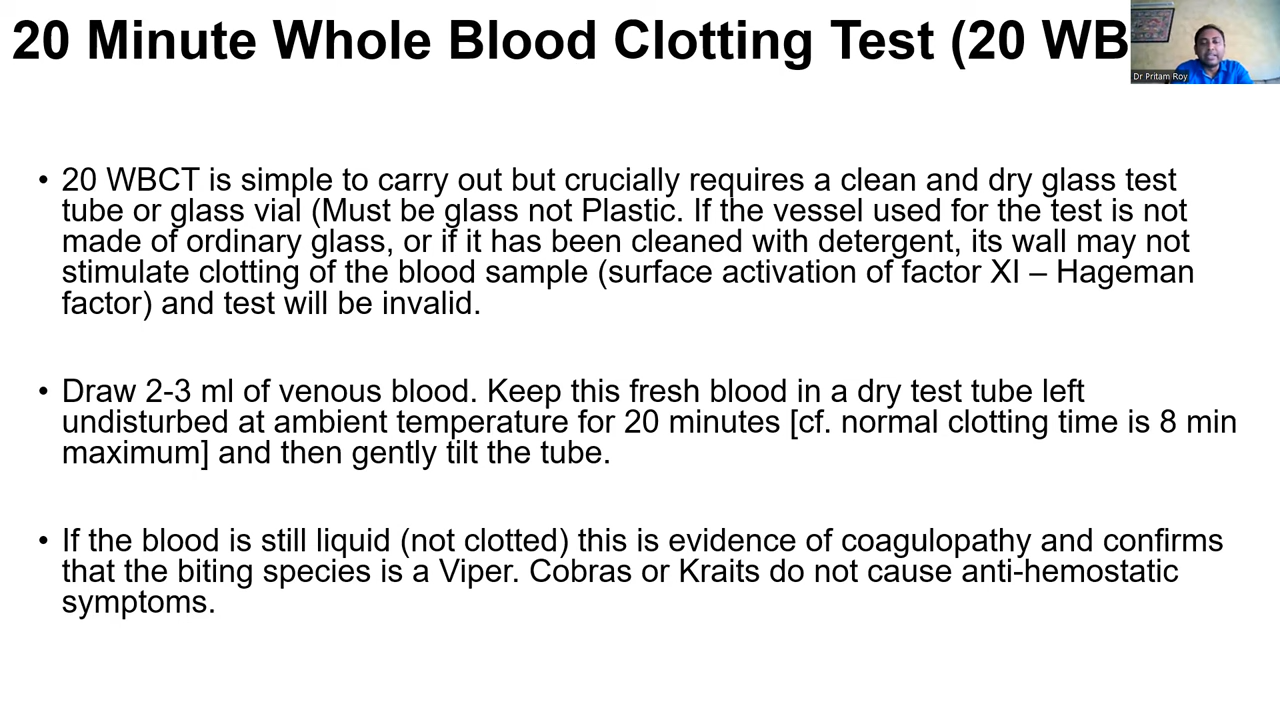 20 Minute Whole Blood Clotting Test (20 WB
Dr Pritam Roy
• 20 WBCT is simple to carry out but crucially requires a clean and dry glass test
tube or glass vial (Must be glass not Plastic. If the vessel used for the test is not
made of ordinary glass, or if it has been cleaned with detergent, its wall may not
stimulate clotting of the blood sample (surface activation of factor XI – Hageman
factor) and test will be invalid.
• Draw 2-3 ml of venous blood. Keep this fresh blood in a dry test tube left
undisturbed at ambient temperature for 20 minutes [cf. normal clotting time is 8 min
maximum] and then gently tilt the tube.
• If the blood is still liquid (not clotted) this is evidence of coagulopathy and confirms
that the biting species is a Viper. Cobras or Kraits do not cause anti-hemostatic
symptoms.